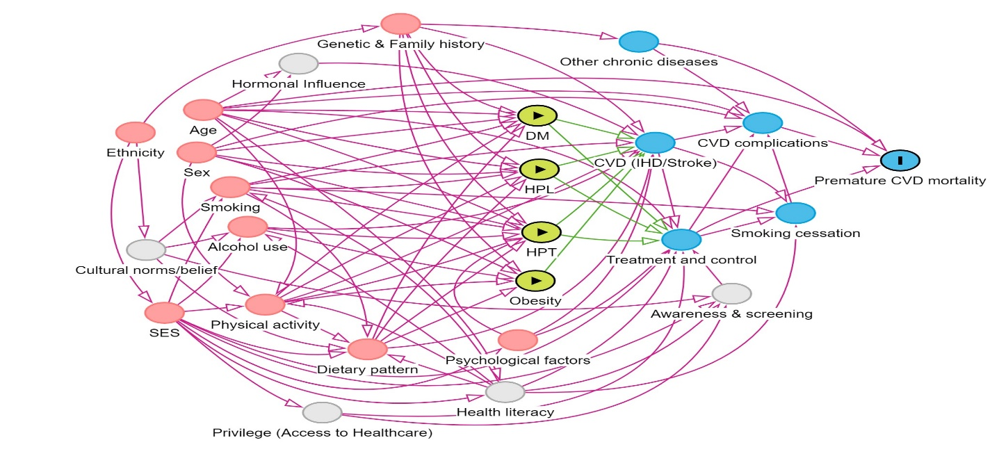 Genetic & Family history
Other chronic diseases
Hormonal Influence
Age
DM
Ethnicity
CVD complications
Sex
CVD (IHD/Stroke)
Premature CVD mortality
HPL
Smoking
Smoking cessation
Alcohol use
HPT
Treatment and control
Cultural norms/belief
Obesity
Awareness & screening
Physical activity
SES
Psychological factors
Dietary pattern
Health literacy
Privilege (Access to Healthcare)